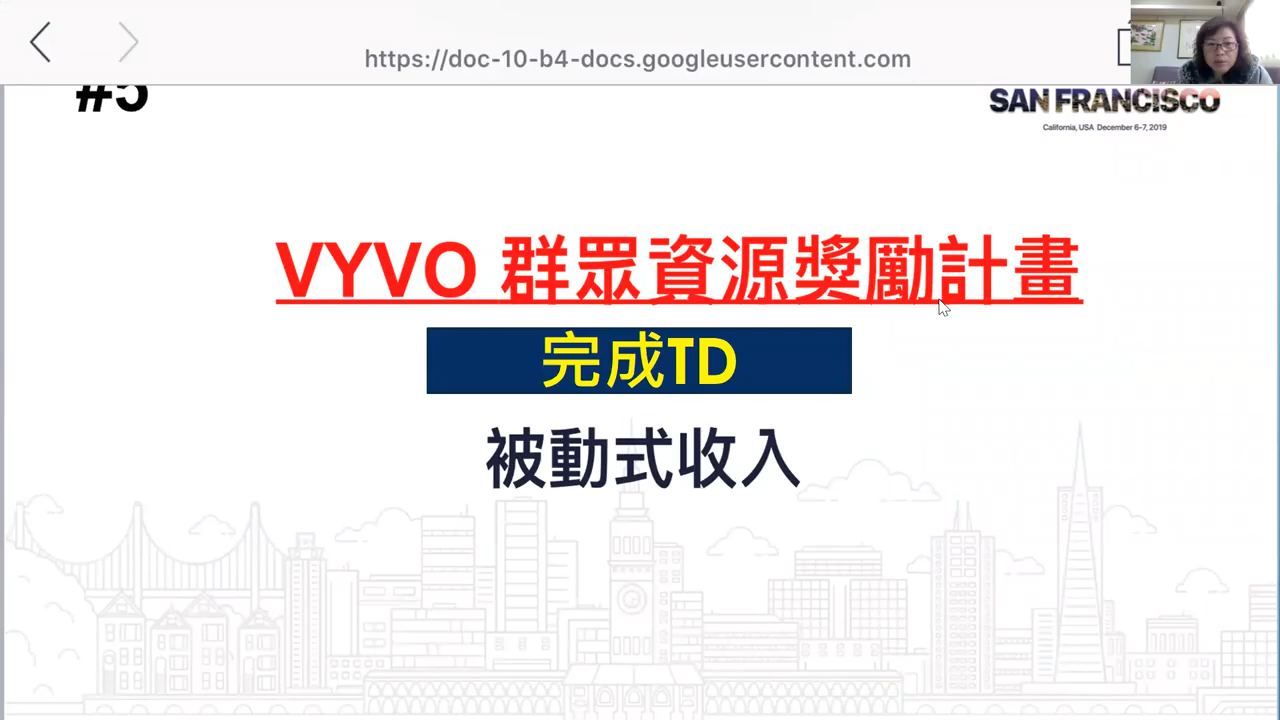 https://doc-10-b4-docs.googleusercontent.com
#5
SAN FRANCISCO
California, USA December 6-7, 2019
VYVO 群眾資源獎勵計畫
完成TD
被動式收入